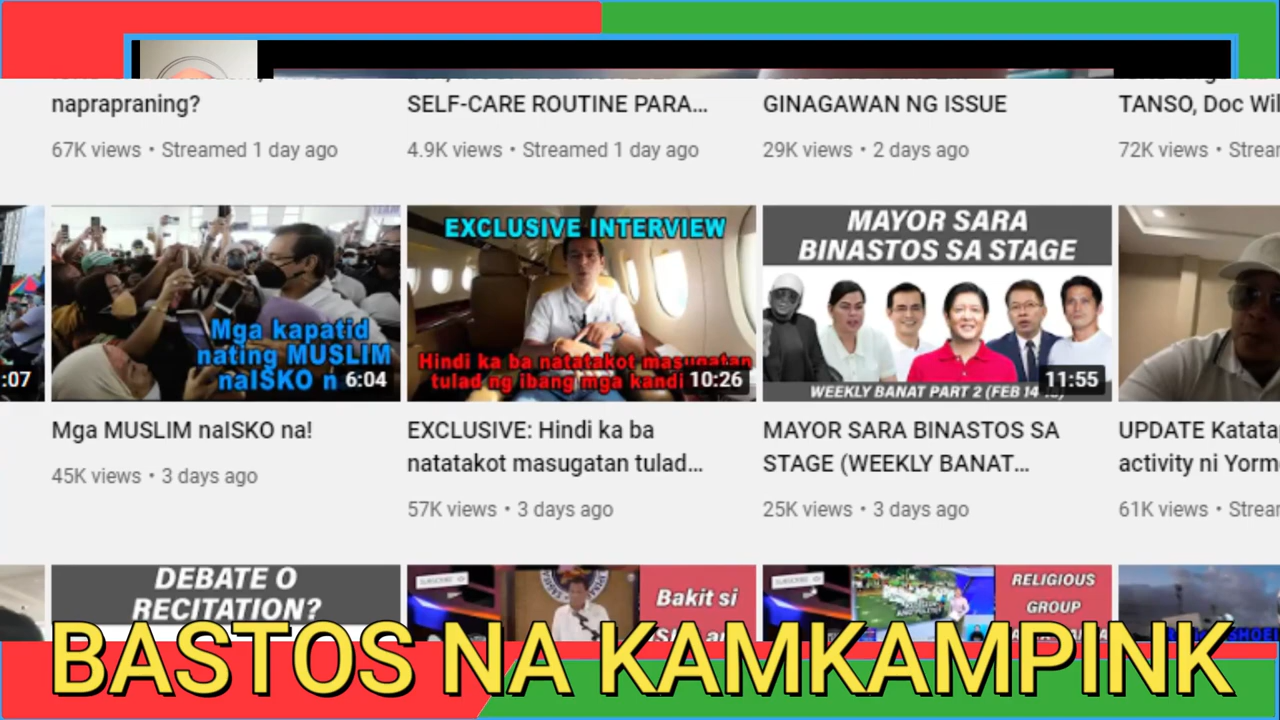 naprapraning?
SELF-CARE ROUTINE PARA...
GINAGAWAN NG ISSUE
TANSO, Doc Wil
67K views • Streamed 1 day ago
4.9K views • Streamed 1 day ago
29K views • 2 days ago
72K views • Strea
:07
Mga kapatid
nating MUSLIM
naISKO n
6:04
EXCLUSIVE INTERVIEW
Hindi ka ba natatakot masugatan
tulad ng ibang mga kandi
10:26
MAYOR SARA
BINASTOS SA STAGE
WEEKLY BANAT PART 2 (FEB 14
11:55
Mga MUSLIM naISKO na!
45K views • 3 days ago
EXCLUSIVE: Hindi ka ba
natatakot masugatan tulad...
57K views • 3 days ago
MAYOR SARA BINASTOS SA
STAGE (WEEKLY BANAT...
25K views • 3 days ago
UPDATE Katata
activity ni Yorm
61K views • Strea
DEBATE O
RECITATION?
SUBSCRIBE
Bakit si
SUBSCRIBE
RELIGIOUS
GROUP
BASTOS NA KAMKAMPINK